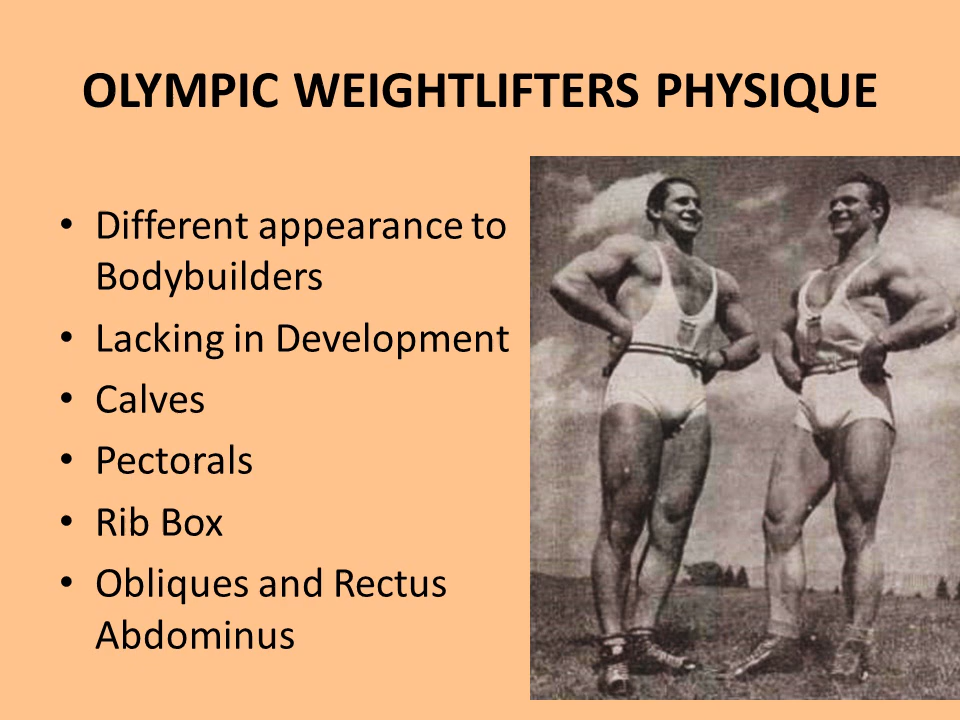 OLYMPIC WEIGHTLIFTERS PHYSIQUE
• Different appearance to
Bodybuilders
• Lacking in Development
• Calves
• Pectorals
• Rib Box
• Obliques and Rectus
Abdominus